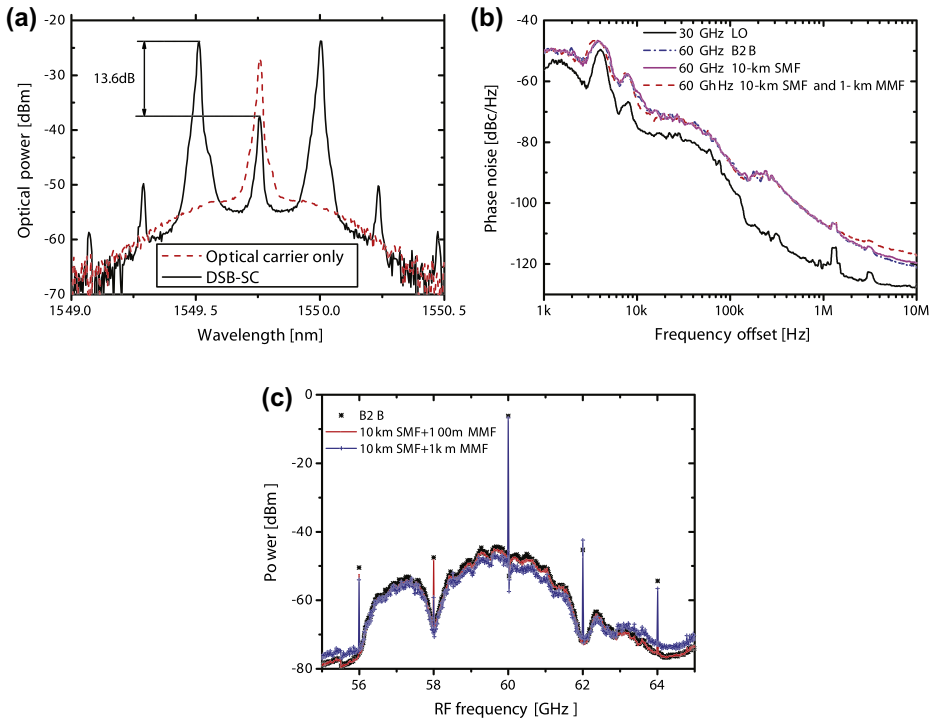 (a)
-20
-30
-40
-50
-60
-70
Optical power [dBm]
13.6dB
Optical carrier only
DSB-SC
1549.0
1549.5
1550.0
1550.5
Wavelength [nm]
(b)
-40
-60
-80
-100
-120
Phase noise [dBc/Hz]
30 GHz LO
60 GHz B2B
60 GHz 10-km SMF
60 GhHz 10-km SMF and 1-km MMF
1k
10k
100k
1M
10M
Frequency offset [Hz]
(c)
0
-20
-40
-60
-80
Power [dBm]
B2B
10km SMF+100m MMF
10km SMF+1km MMF
56
58
60
62
64
RF frequency [GHz]